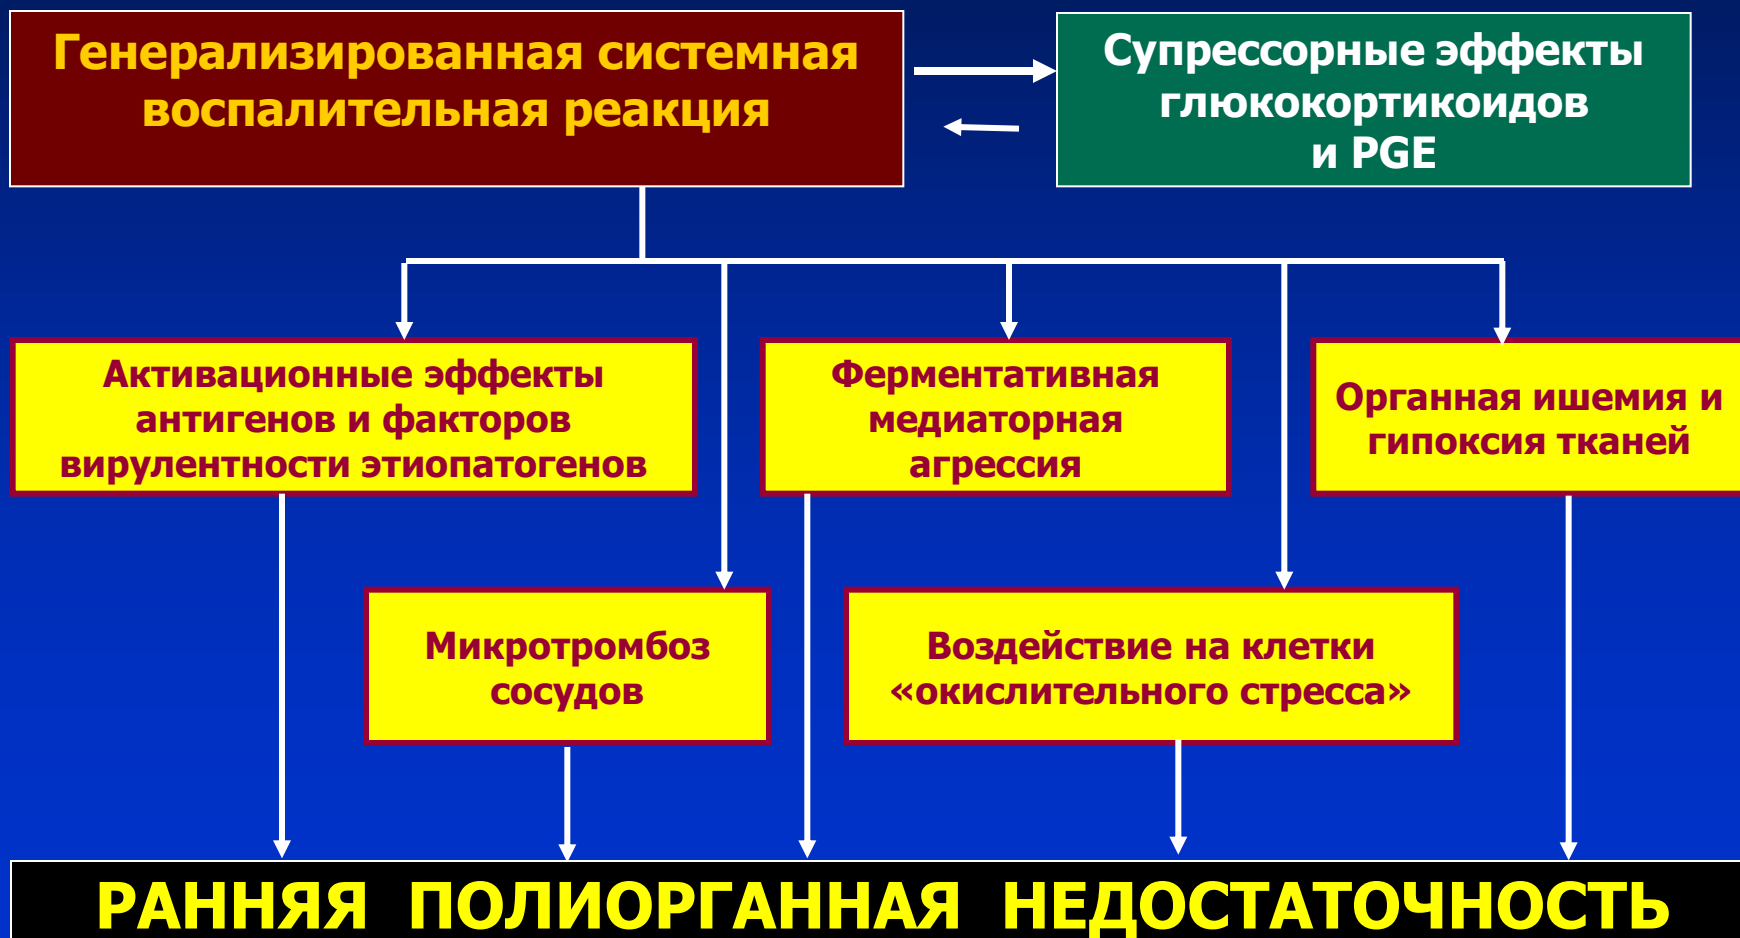 Генерализированная системная
воспалительная реакция
Супрессорные эффекты
глюкокортикоидов
и PGE
Активационные эффекты
антигенов и факторов
вирулентности этиопатогенов
Ферментативная
медиаторная
агрессия
Органная ишемия и
гипоксия тканей
Микротромбоз
сосудов
Воздействие на клетки
«окислительного стресса»
РАННЯЯ ПОЛИОРГАННАЯ НЕДОСТАТОЧНОСТЬ